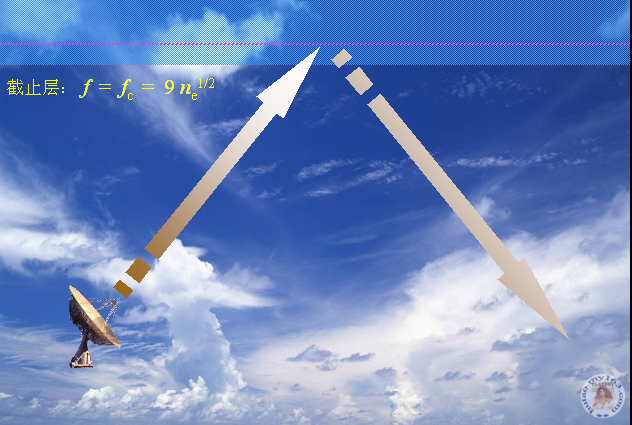 截止层：f = fc = 9 ne1/2